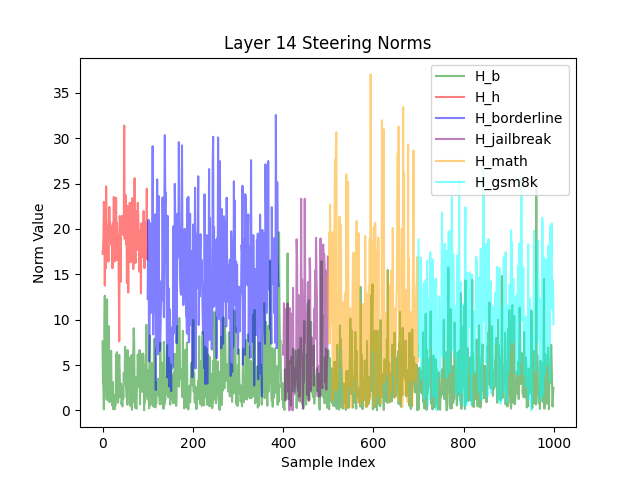 Layer 14 Steering Norms
H_b
H_h
H_borderline
H_jailbreak
H_math
H_gsm8k
Norm Value
35
30
25
20
15
10
5
0
0 200 400 600 800 1000
Sample Index